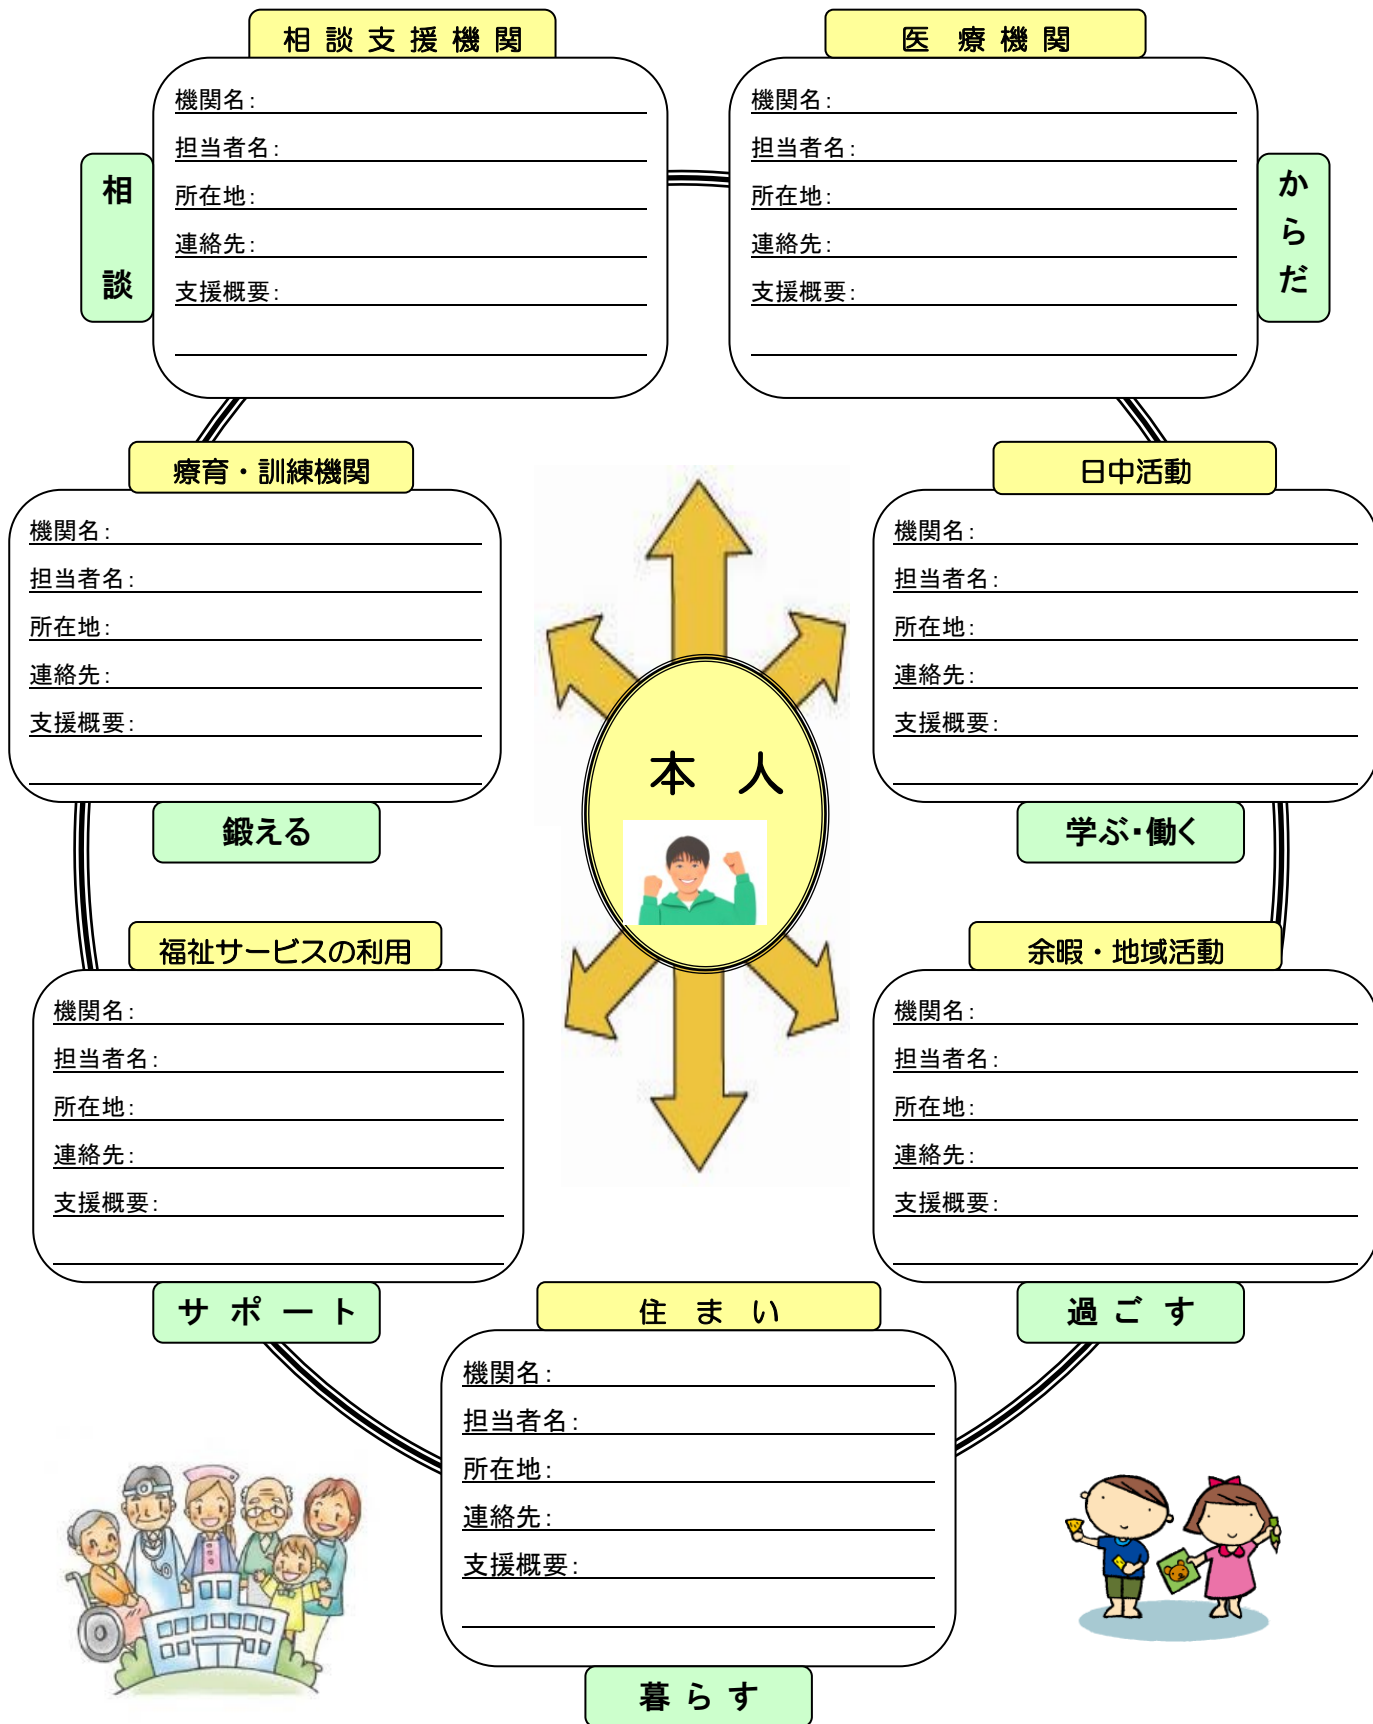 相談支援機関
機関名：
担当者名：
所在地：
連絡先：
支援概要：
相談
医療機関
機関名：
担当者名：
所在地：
連絡先：
支援概要：
からだ
療育・訓練機関
機関名：
担当者名：
所在地：
連絡先：
支援概要：
鍛える
本人
日中活動
機関名：
担当者名：
所在地：
連絡先：
支援概要：
学ぶ・働く
福祉サービスの利用
機関名：
担当者名：
所在地：
連絡先：
支援概要：
サポート
余暇・地域活動
機関名：
担当者名：
所在地：
連絡先：
支援概要：
過ごす
住まい
機関名：
担当者名：
所在地：
連絡先：
支援概要：
暮らす